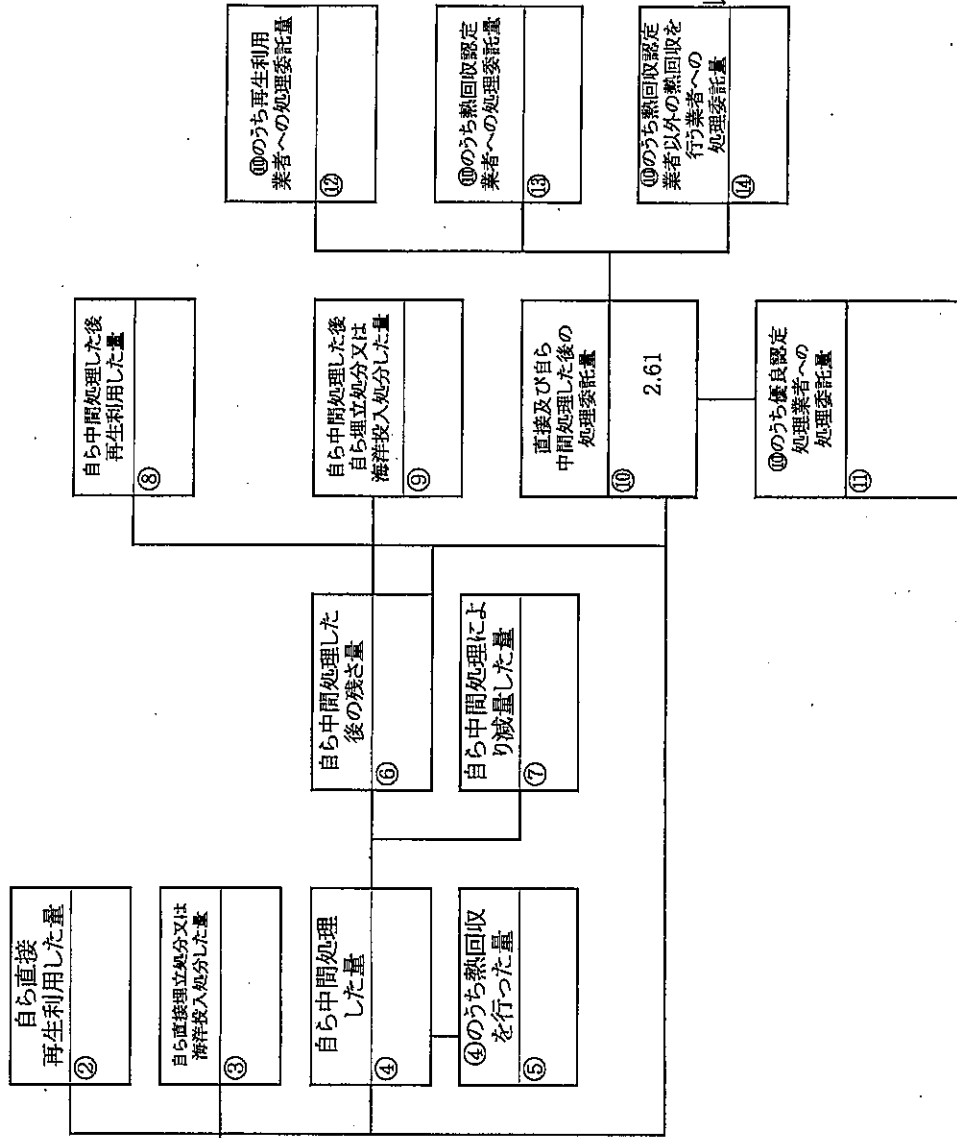 自ら直接
再生利用した量
②
自ら直接埋立処分又は
海洋投入処分した量
③
自ら中間処理
した量
④
④のうち熱回収
を行った量
⑤
自ら中間処理した
後の残さ量
⑥
自ら中間処理によ
り減量した量
⑦
自ら中間処理した後
再生利用した量
⑧
自ら中間処理した後
自ら埋立処分又は
海洋投入処分した量
⑨
直接及び自ら
中間処理した後の
処理委託量
⑩
2.61
⑩のうち優良認定
処理業者への
処理委託量
⑪
⑩のうち再生利用
業者への処理委託量
⑫
⑩のうち熱回収認定
業者への処理委託量
⑬
⑩のうち熱回収認定
業者以外の熱回収を
行う業者への
処理委託量
⑭